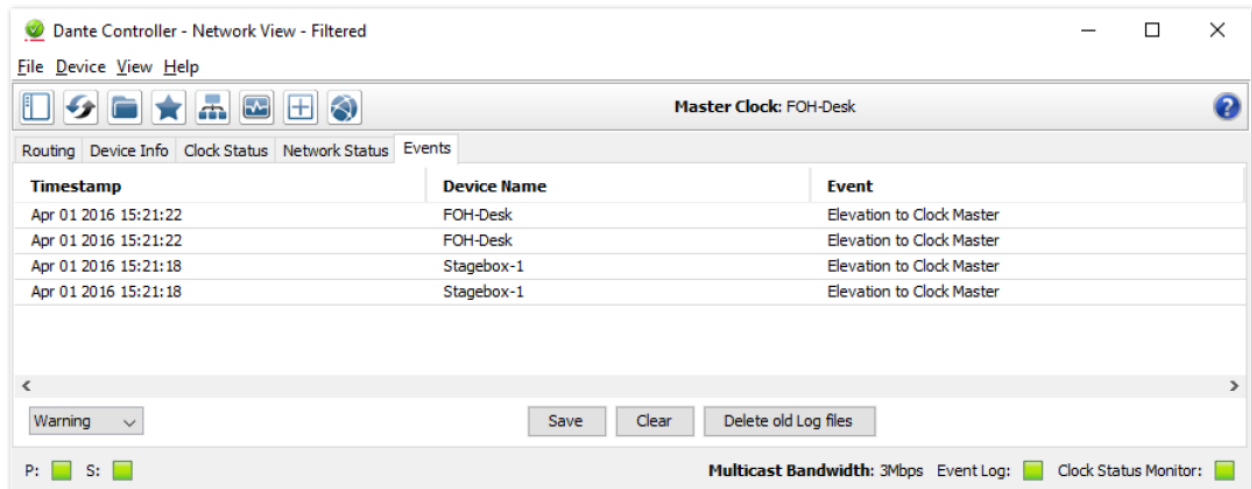 Dante Controller - Network View - Filtered
File Device View Help
Master Clock: FOH-Desk
Routing Device Info Clock Status Network Status Events
Timestamp Device Name Event
Apr 01 2016 15:21:22 FOH-Desk Elevation to Clock Master
Apr 01 2016 15:21:22 FOH-Desk Elevation to Clock Master
Apr 01 2016 15:21:18 Stagebox-1 Elevation to Clock Master
Apr 01 2016 15:21:18 Stagebox-1 Elevation to Clock Master
Warning Save Clear Delete old Log files
P: S: Multicast Bandwidth: 3Mbps Event Log: Clock Status Monitor: